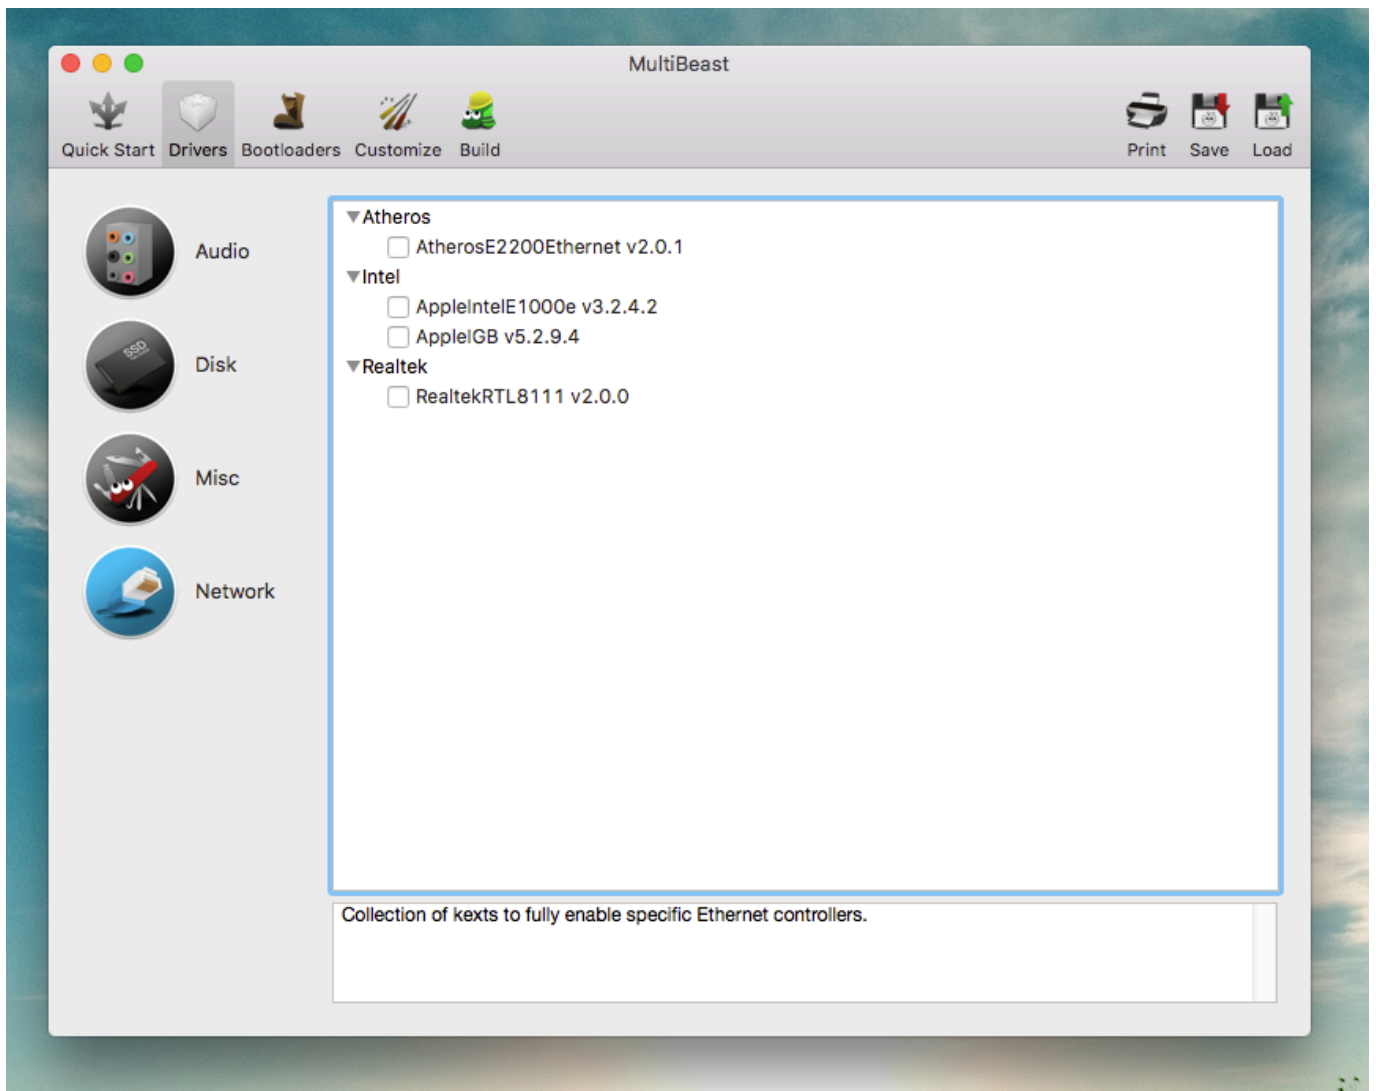 MultiBeast
Quick Start Drivers Bootloaders Customize Build Print Save Load
Audio
SSD
Disk
Misc
Network
Atheros
AtherosE2200Ethernet v2.0.1
Intel
AppleIntelE1000e v3.2.4.2
AppleIGB v5.2.9.4
Realtek
RealtekRTL8111 v2.0.0
Collection of kexts to fully enable specific Ethernet controllers.